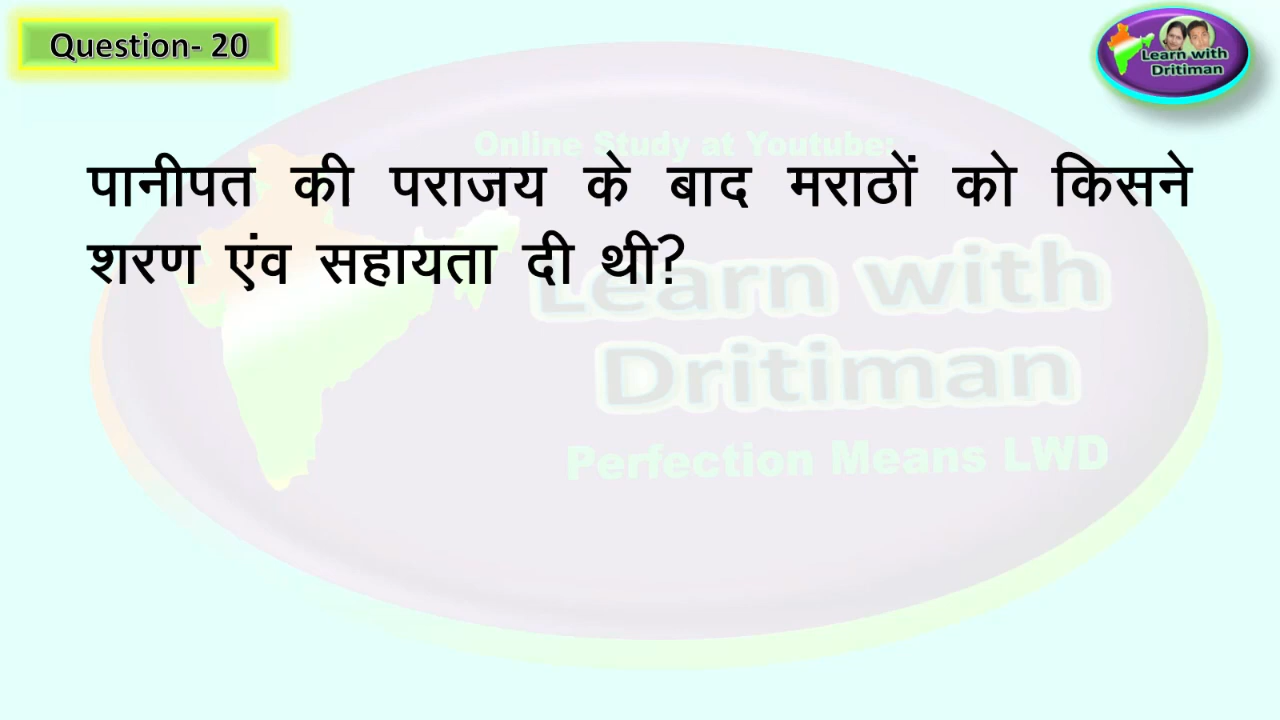 Question- 20
Learn with
Dritiman
Online Study at Youtube:
पानीपत की पराजय के बाद मराठों को किसने
शरण एंव सहायता दी थी?
Learn with
Dritiman
Perfection Means LWD